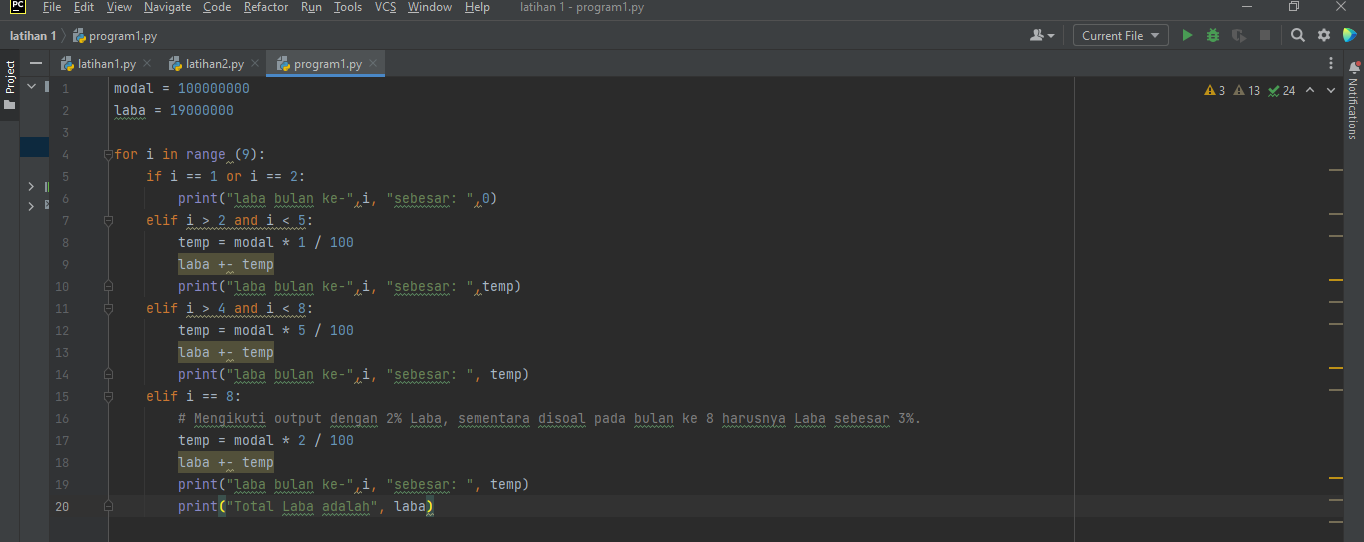 PC File Edit View Navigate Code Refactor Run Tools VCS Window Help latihan 1 - program1.py
latihan 1 program1.py Current File
Project latihan1.py latihan2.py program1.py
Notifications
3 13 24
1 modal = 100000000
2 laba = 19000000
3
4 for i in range (9):
5 if i == 1 or i == 2:
6 print("laba bulan ke-",i, "sebesar: ",0)
7 elif i > 2 and i < 5:
8 temp = modal * 1 / 100
9 laba +- temp
10 print("laba bulan ke-",i, "sebesar: ",temp)
11 elif i > 4 and i < 8:
12 temp = modal * 5 / 100
13 laba +- temp
14 print("laba bulan ke-",i, "sebesar: ", temp)
15 elif i == 8:
16 # Mengikuti output dengan 2% Laba, sementara disoal pada bulan ke 8 harusnya Laba sebesar 3%.
17 temp = modal * 2 / 100
18 laba +- temp
19 print("laba bulan ke-",i, "sebesar: ", temp)
20 print("Total Laba adalah", laba)